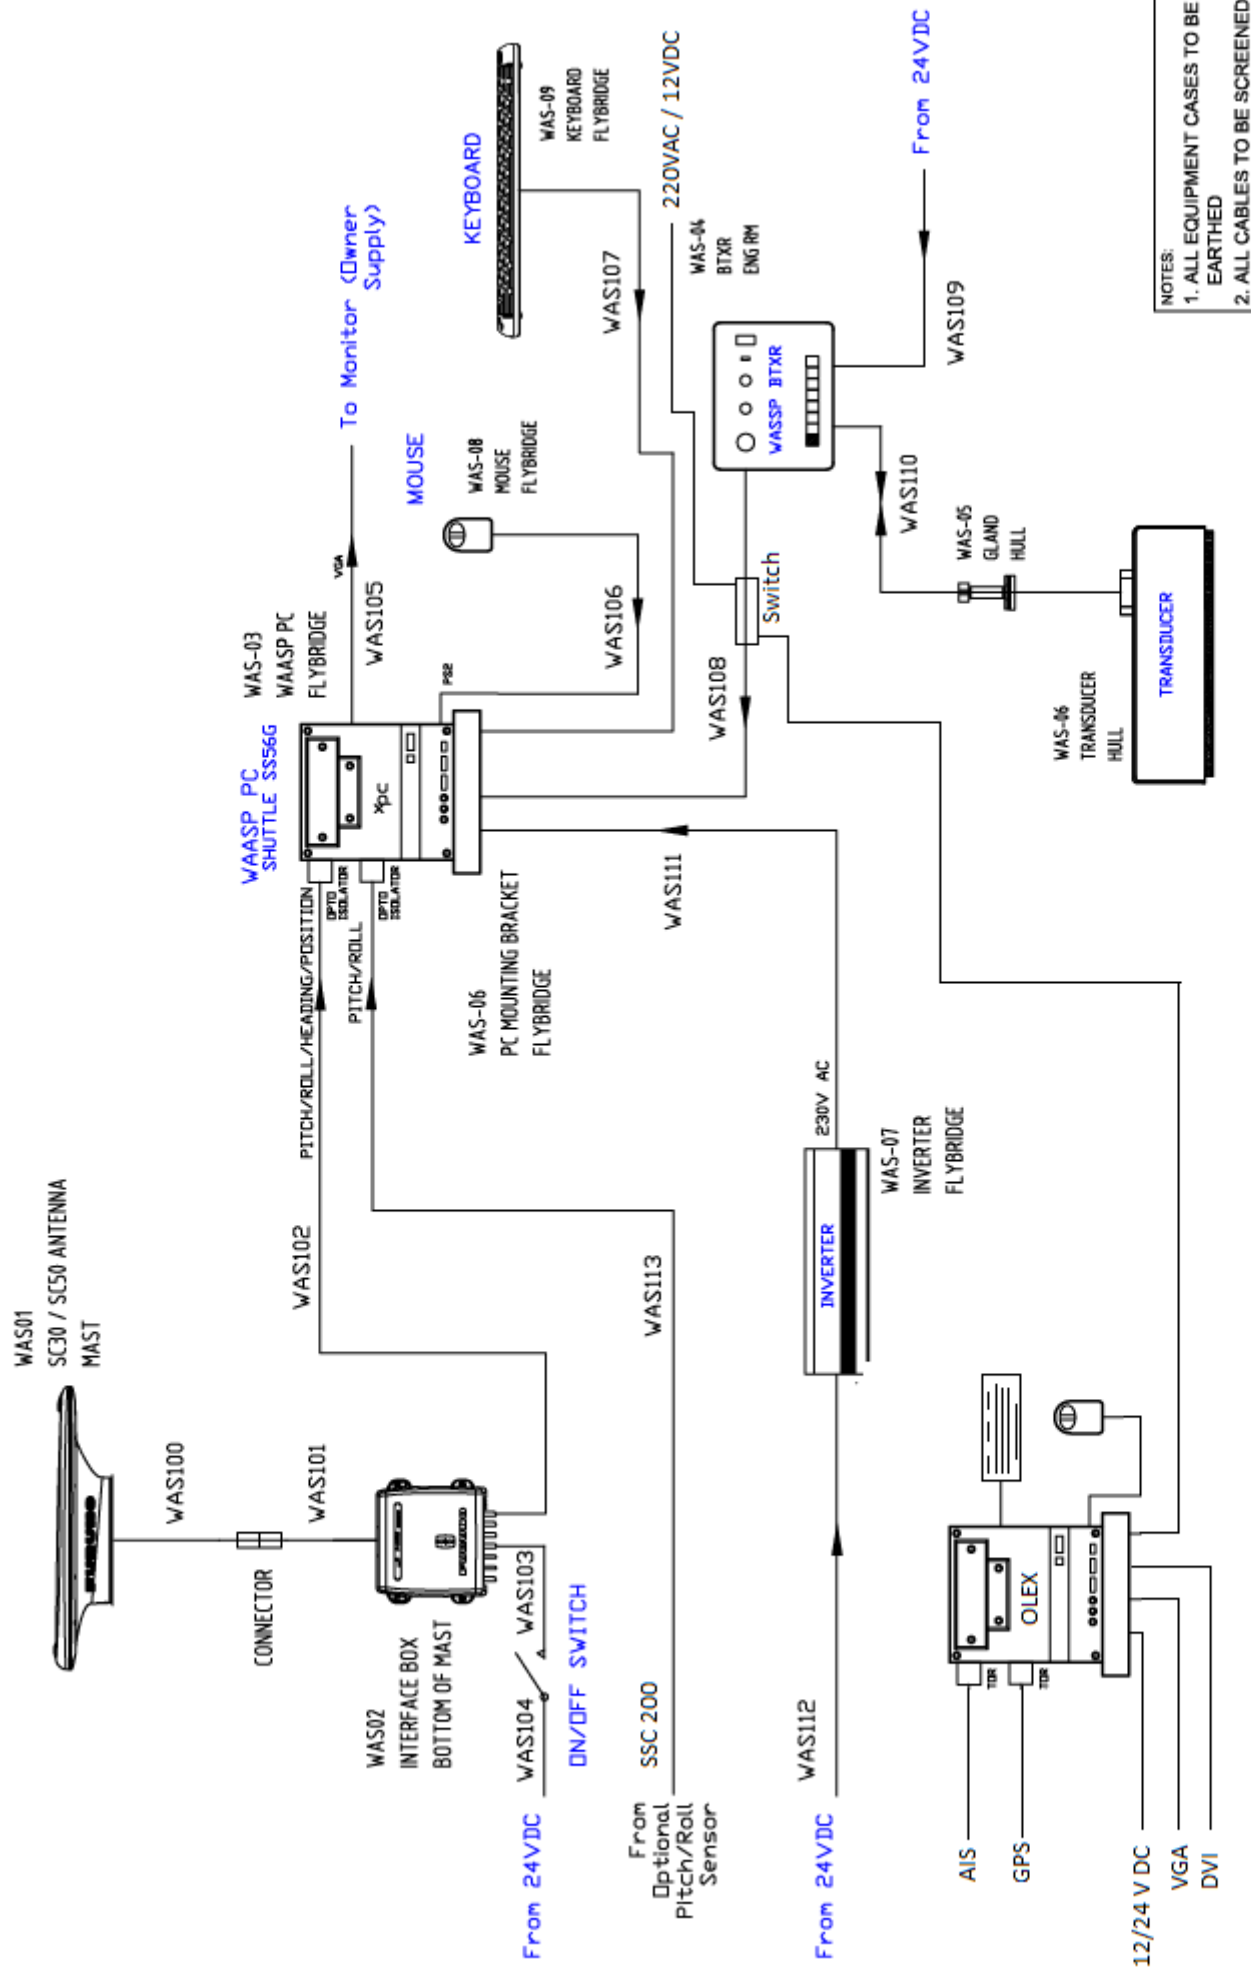 WAS01
SC30 / SC50 ANTENNA
MAST
FURUNO
WAS100
CONNECTOR
WAS101
WAS02
INTERFACE BOX
BOTTOM OF MAST
FURUNO
WAS103
WAS104
ON/OFF SWITCH
From 24VDC
WAS102
PITCH/ROLL/HEADING/POSITION
PITCH/ROLL
OPTO
ISOLATOR
OPTO
ISOLATOR
WAASP PC
SHUTTLE SS56G
WAS-03
WAASP PC
FLYBRIDGE
xpc
VGA
WAS105
To Monitor (Owner
Supply)
PS2
MOUSE
WAS-08
MOUSE
FLYBRIDGE
WAS106
KEYBOARD
WAS-09
KEYBOARD
FLYBRIDGE
WAS107
WAS-06
PC MOUNTING BRACKET
FLYBRIDGE
SSC 200
From
Optional
Pitch/Roll
Sensor
WAS113
WAS111
WAS108
Switch
220VAC / 12VDC
WAS-04
BTXR
ENG RM
WASSP BTXR
WAS109
From 24VDC
WAS110
WAS-05
GLAND
HULL
WAS-06
TRANSDUCER
HULL
TRANSDUCER
From 24VDC
WAS112
INVERTER
230V AC
WAS-07
INVERTER
FLYBRIDGE
OLEX
TDR
TDR
AIS
GPS
12/24 V DC
VGA
DVI
NOTES:
1. ALL EQUIPMENT CASES TO BE
EARTHED
2. ALL CABLES TO BE SCREENED